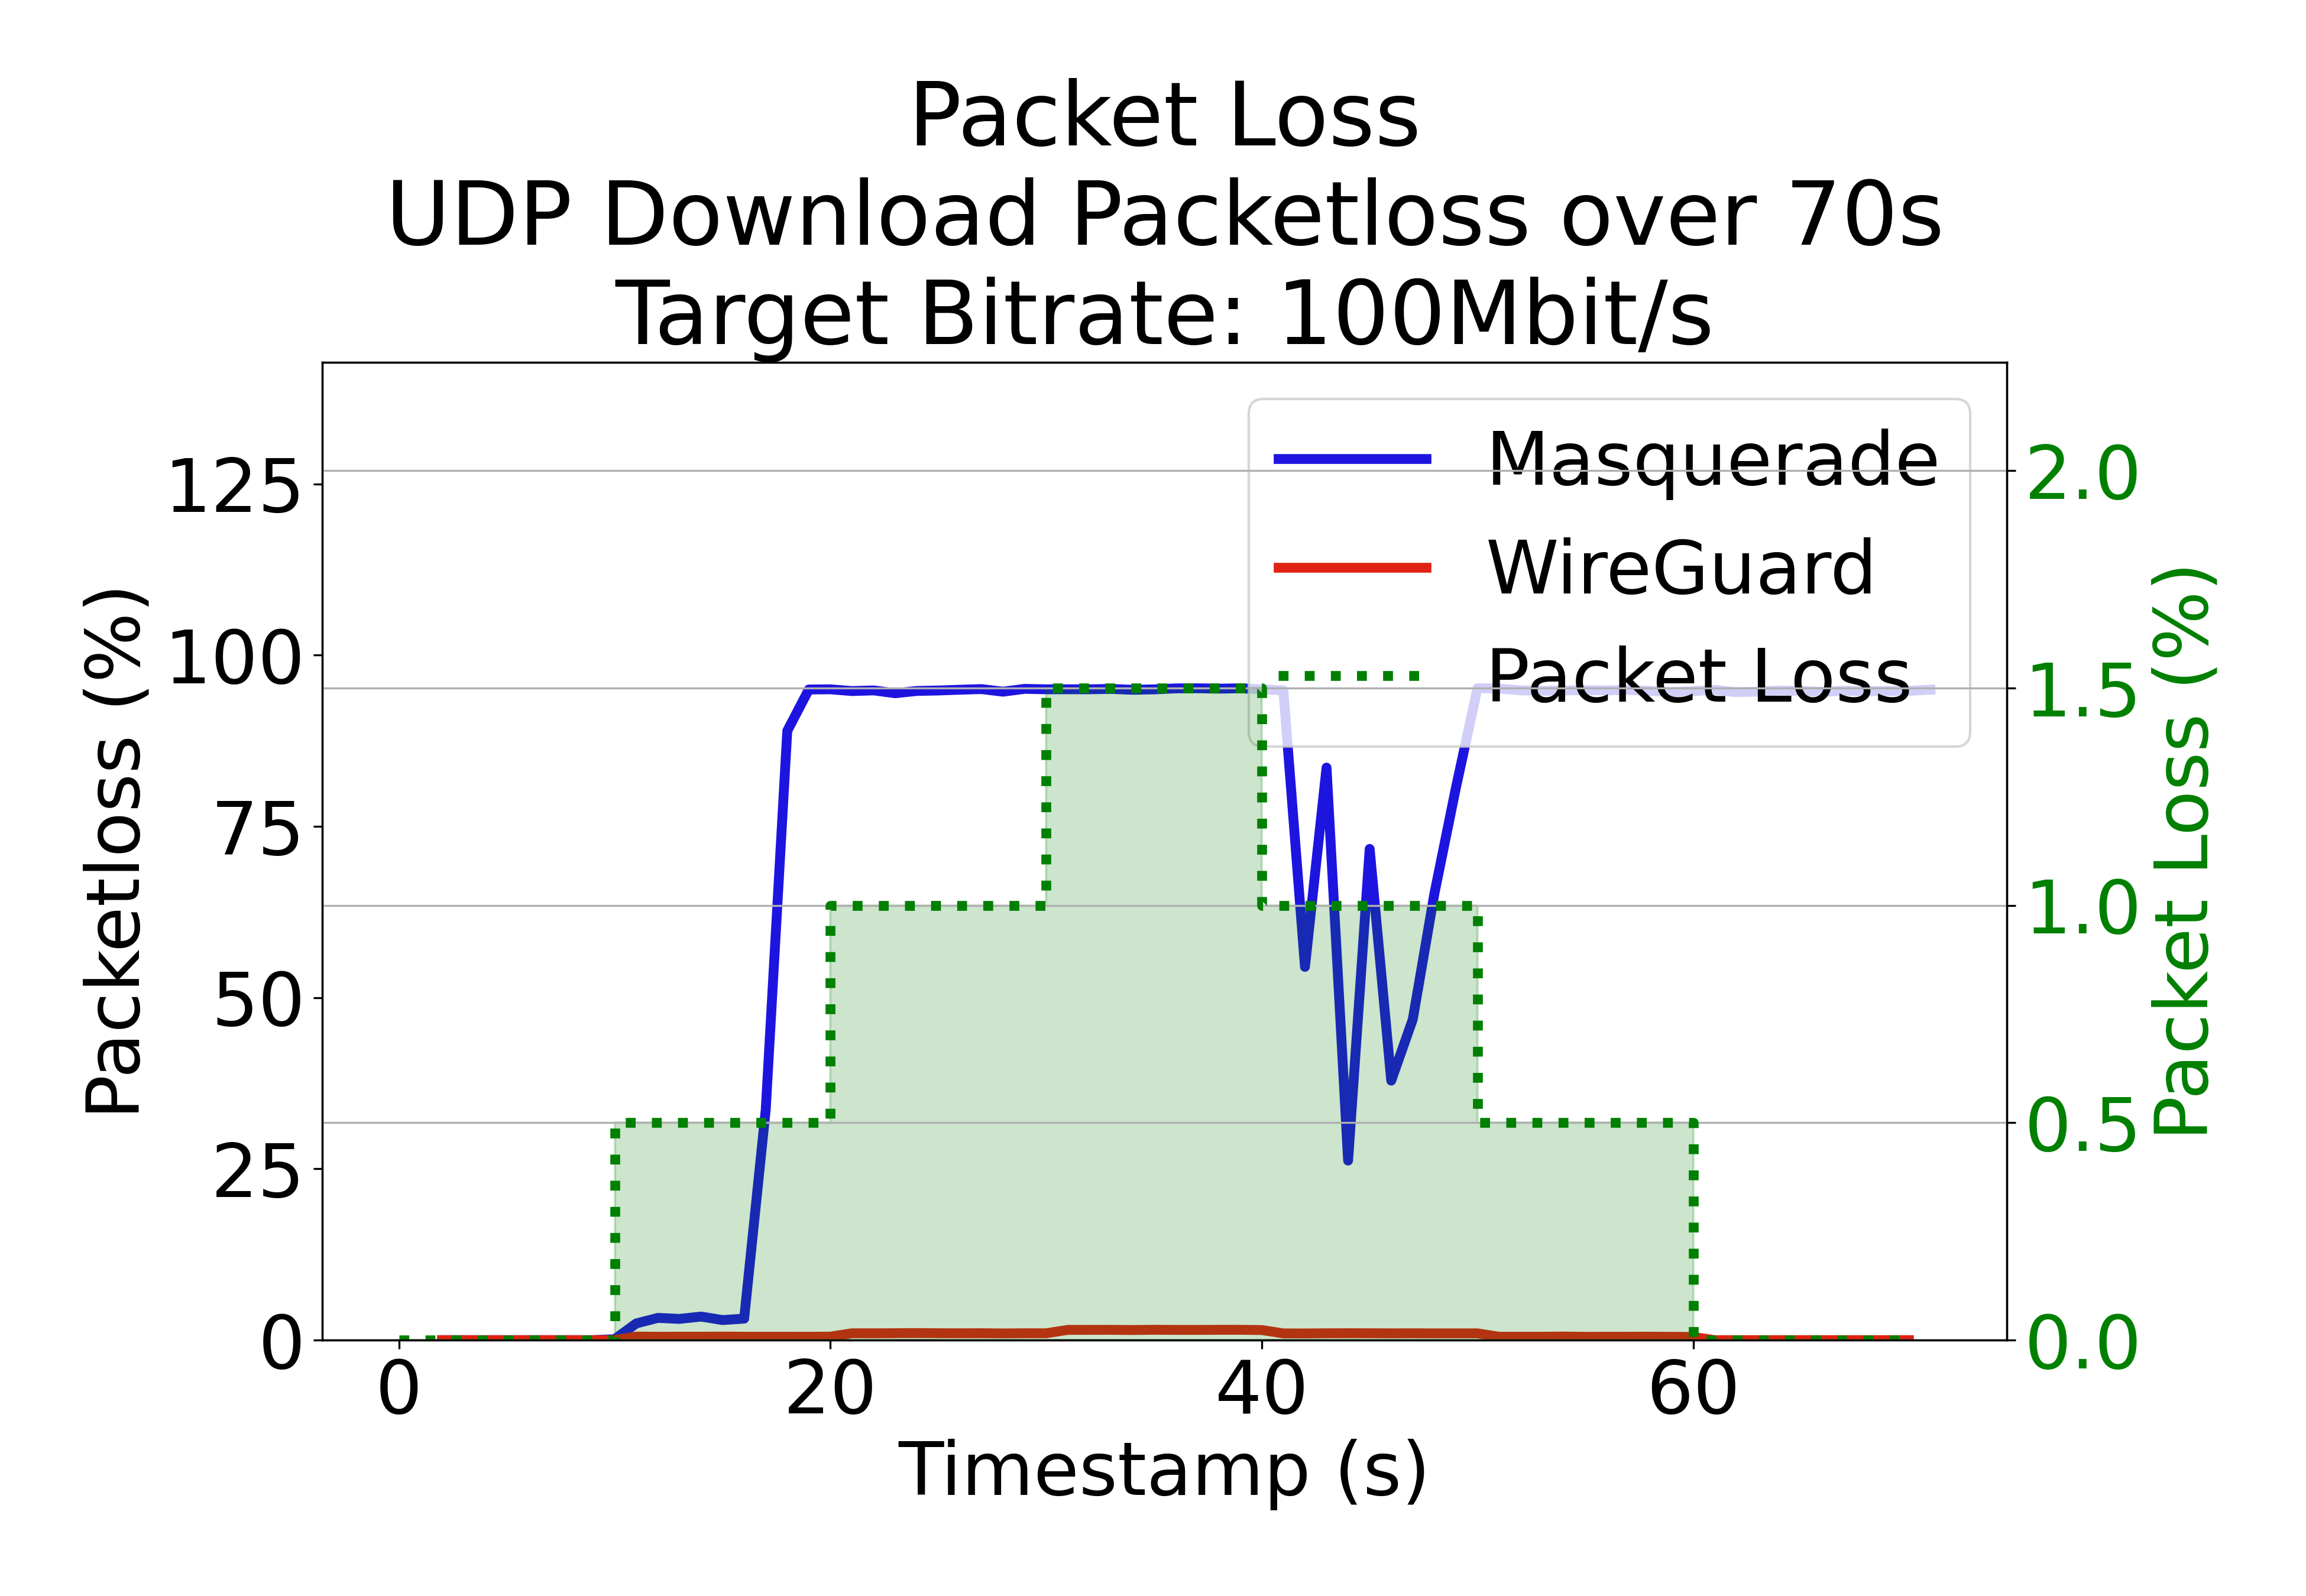 Packet Loss
UDP Download Packetloss over 70s
Target Bitrate: 100Mbit/s
Masquerade
WireGuard
Packet Loss
Packetloss (%)
125
100
75
50
25
0
2.0
1.5
1.0
0.5
0.0
Packet Loss (%)
0 20 40 60
Timestamp (s)